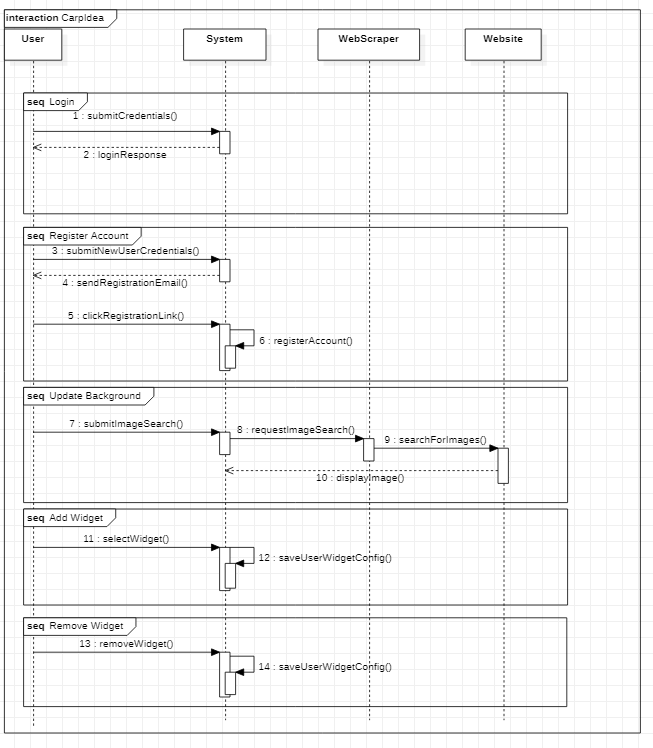 interaction CarpIdea
User
System
WebScraper
Website
seq Login
1 : submitCredentials()
2 : loginResponse
seq Register Account
3 : submitNewUserCredentials()
4 : sendRegistrationEmail()
5 : clickRegistrationLink()
6 : registerAccount()
seq Update Background
7 : submitImageSearch()
8 : requestImageSearch()
9 : searchForImages()
10 : displayImage()
seq Add Widget
11 : selectWidget()
12 : saveUserWidgetConfig()
seq Remove Widget
13 : removeWidget()
14 : saveUserWidgetConfig()